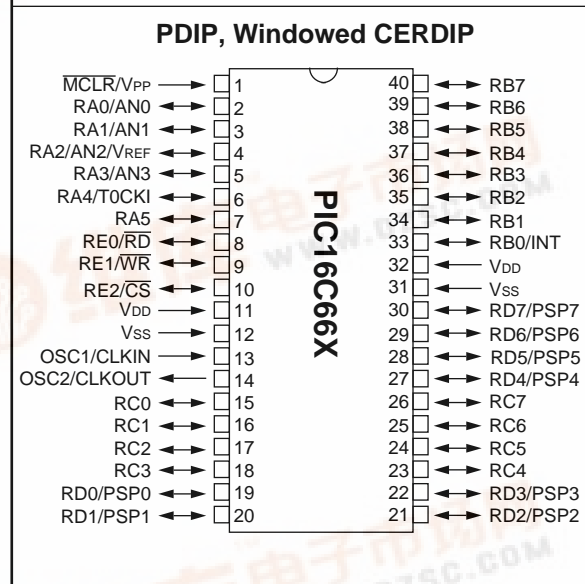 PDIP, Windowed CERDIP
MCLR/VPP 1 40 RB7
RA0/AN0 2 39 RB6
RA1/AN1 3 38 RB5
RA2/AN2/VREF 4 37 RB4
RA3/AN3 5 36 RB3
RA4/T0CKI 6 35 RB2
RA5 7 34 RB1
RE0/RD 8 33 RB0/INT
RE1/WR 9 32 VDD
RE2/CS 10 31 VSS
VDD 11 30 RD7/PSP7
VSS 12 29 RD6/PSP6
OSC1/CLKIN 13 28 RD5/PSP5
OSC2/CLKOUT 14 27 RD4/PSP4
RC0 15 26 RC7
RC1 16 25 RC6
RC2 17 24 RC5
RC3 18 23 RC4
RD0/PSP0 19 22 RD3/PSP3
RD1/PSP1 20 21 RD2/PSP2
PIC16C66X